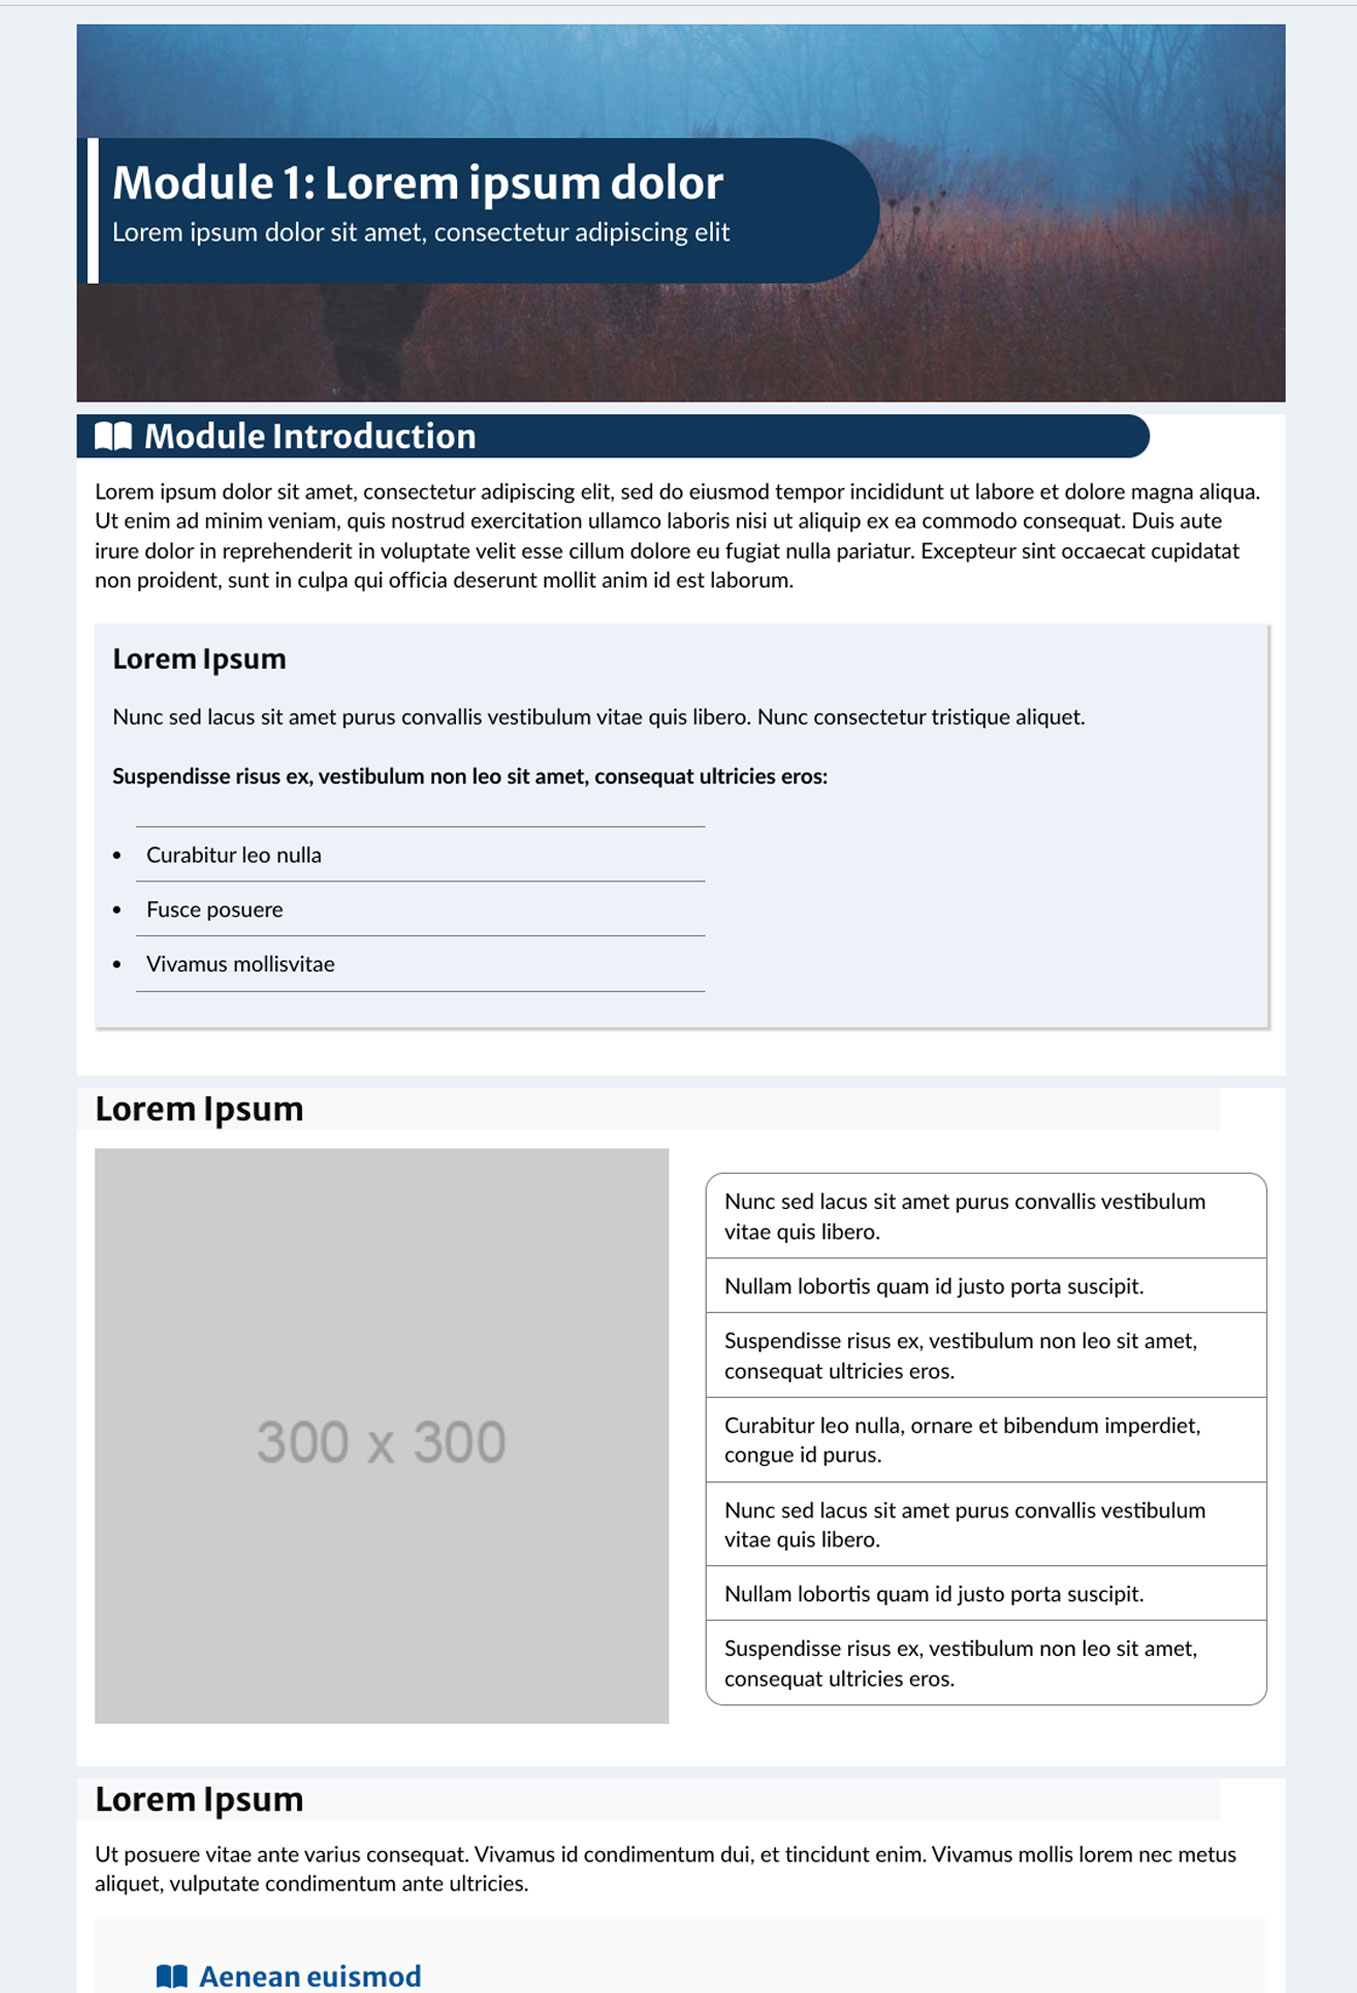 Module 1: Lorem ipsum dolor
Lorem ipsum dolor sit amet, consectetur adipiscing elit
Module Introduction
Lorem ipsum dolor sit amet, consectetur adipiscing elit, sed do eiusmod tempor incididunt ut labore et dolore magna aliqua.
Ut enim ad minim veniam, quis nostrud exercitation ullamco laboris nisi ut aliquip ex ea commodo consequat. Duis aute
irure dolor in reprehenderit in voluptate velit esse cillum dolore eu fugiat nulla pariatur. Excepteur sint occaecat cupidatat
non proident, sunt in culpa qui officia deserunt mollit anim id est laborum.
Lorem Ipsum
Nunc sed lacus sit amet purus convallis vestibulum vitae quis libero. Nunc consectetur tristique aliquet.
Suspendisse risus ex, vestibulum non leo sit amet, consequat ultricies eros:
• Curabitur leo nulla
• Fusce posuere
• Vivamus mollisvitae
Lorem Ipsum
300 x 300
Nunc sed lacus sit amet purus convallis vestibulum
vitae quis libero.
Nullam lobortis quam id justo porta suscipit.
Suspendisse risus ex, vestibulum non leo sit amet,
consequat ultricies eros.
Curabitur leo nulla, ornare et bibendum imperdiet,
congue id purus.
Nunc sed lacus sit amet purus convallis vestibulum
vitae quis libero.
Nullam lobortis quam id justo porta suscipit.
Suspendisse risus ex, vestibulum non leo sit amet,
consequat ultricies eros.
Lorem Ipsum
Ut posuere vitae ante varius consequat. Vivamus id condimentum dui, et tincidunt enim. Vivamus mollis lorem nec metus
aliquet, vulputate condimentum ante ultricies.
Aenean euismod